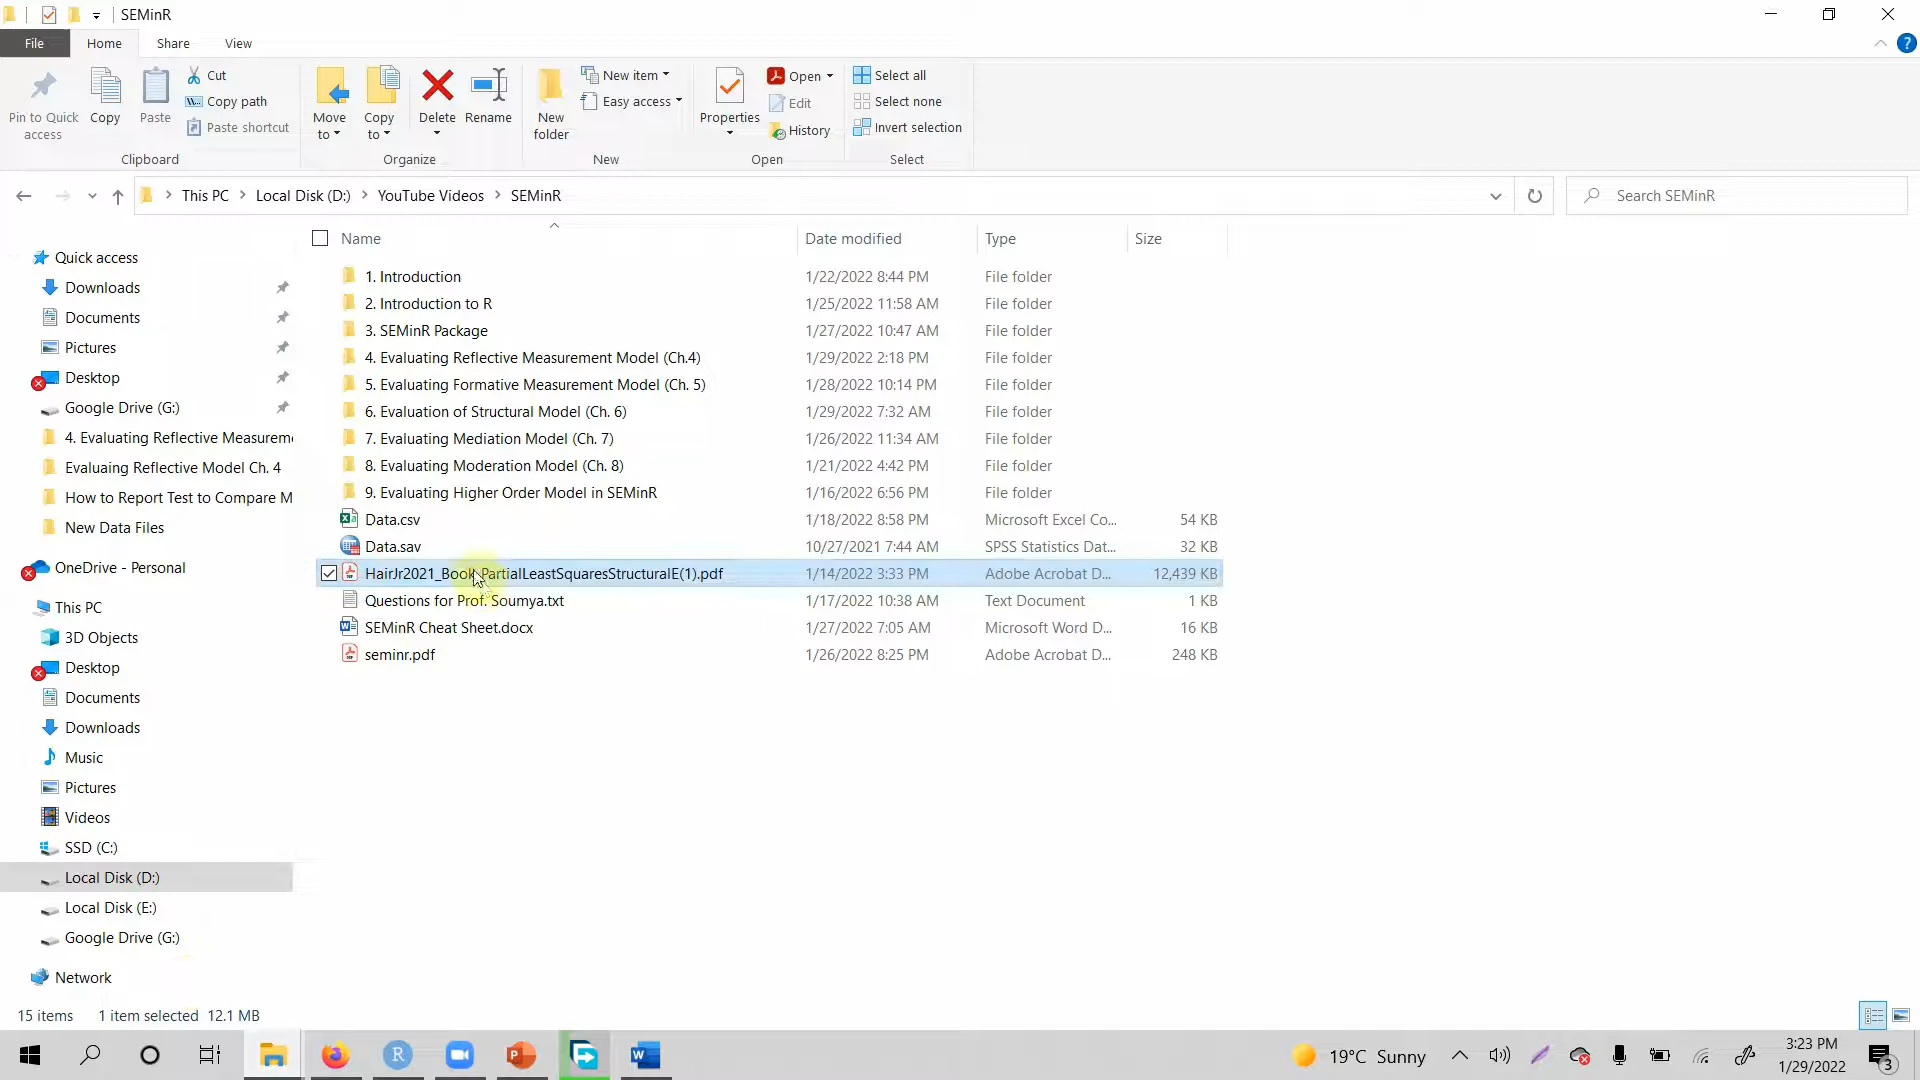 SEMinR
File Home Share View
Pin to Quick access
Copy
Paste
Cut
Copy path
Paste shortcut
Clipboard
Move to
Copy to
Delete
Rename
Organize
New folder
New item
Easy access
New
Properties
Open
Edit
History
Open
Select all
Select none
Invert selection
Select
This PC Local Disk (D:) YouTube Videos SEMinR
Search SEMinR
Quick access
Downloads
Documents
Pictures
Desktop
Google Drive (G:)
4. Evaluating Reflective Measurem
Evaluaing Reflective Model Ch. 4
How to Report Test to Compare M
New Data Files
OneDrive - Personal
This PC
3D Objects
Desktop
Documents
Downloads
Music
Pictures
Videos
SSD (C:)
Local Disk (D:)
Local Disk (E:)
Google Drive (G:)
Network
Name Date modified Type Size
1. Introduction 1/22/2022 8:44 PM File folder
2. Introduction to R 1/25/2022 11:58 AM File folder
3. SEMinR Package 1/27/2022 10:47 AM File folder
4. Evaluating Reflective Measurement Model (Ch.4) 1/29/2022 2:18 PM File folder
5. Evaluating Formative Measurement Model (Ch. 5) 1/28/2022 10:14 PM File folder
6. Evaluation of Structural Model (Ch. 6) 1/29/2022 7:32 AM File folder
7. Evaluating Mediation Model (Ch. 7) 1/26/2022 11:34 AM File folder
8. Evaluating Moderation Model (Ch. 8) 1/21/2022 4:42 PM File folder
9. Evaluating Higher Order Model in SEMinR 1/16/2022 6:56 PM File folder
Data.csv 1/18/2022 8:58 PM Microsoft Excel Co... 54 KB
Data.sav 10/27/2021 7:44 AM SPSS Statistics Dat... 32 KB
HairJr2021_Book_PartialLeastSquaresStructuralE(1).pdf 1/14/2022 3:33 PM Adobe Acrobat D... 12,439 KB
Questions for Prof. Soumya.txt 1/17/2022 10:38 AM Text Document 1 KB
SEMinR Cheat Sheet.docx 1/27/2022 7:05 AM Microsoft Word D... 16 KB
seminr.pdf 1/26/2022 8:25 PM Adobe Acrobat D... 248 KB
15 items 1 item selected 12.1 MB
19°C Sunny
3:23 PM
1/29/2022
3